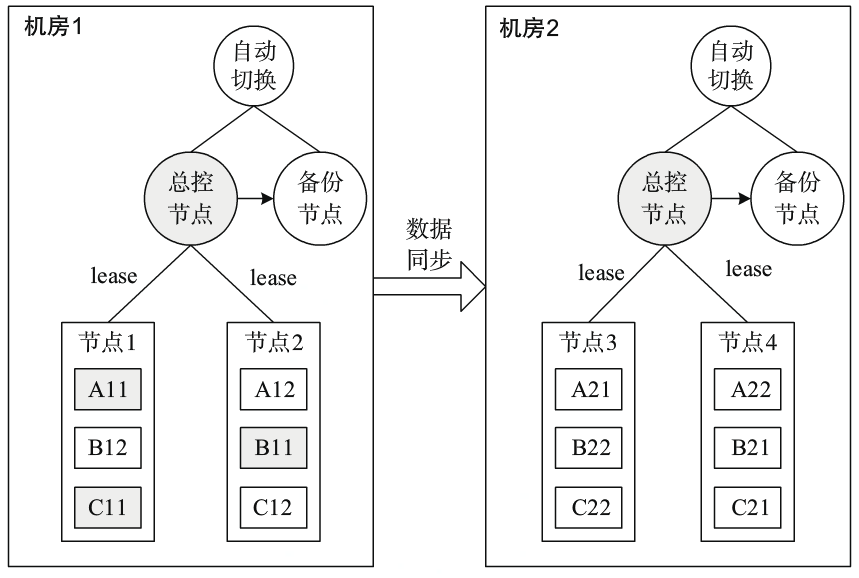 机房1
自动
切换
总控
节点
备份
节点
lease
lease
节点1
A11
B12
C11
节点2
A12
B11
C12
数据
同步
机房2
自动
切换
总控
节点
备份
节点
lease
lease
节点3
A21
B22
C22
节点4
A22
B21
C21